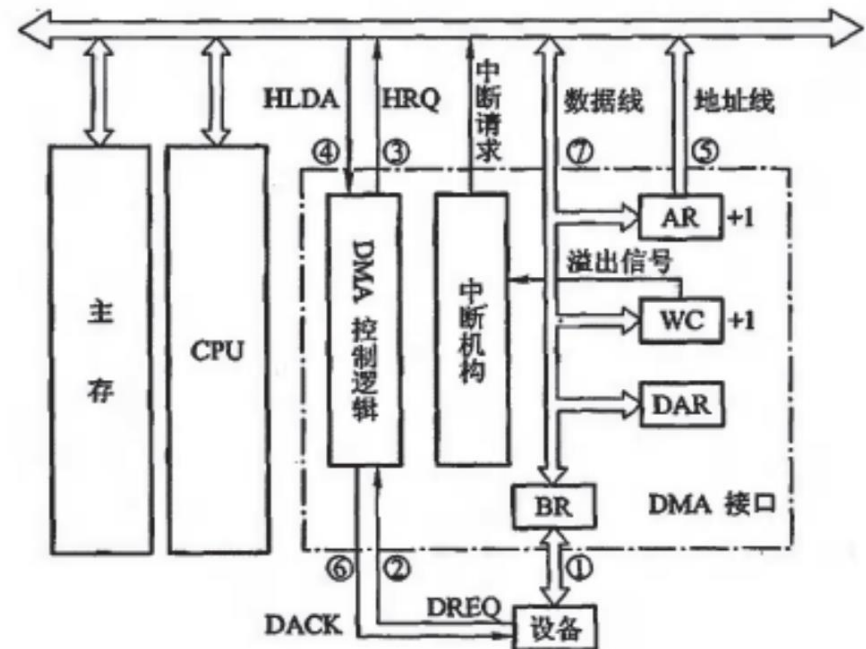 HLDA
HRQ
中断请求
数据线
地址线
④
③
⑦
⑤
主存
CPU
DMA 控制逻辑
中断机构
AR
+1
溢出信号
WC
+1
DAR
BR
DMA 接口
⑥
②
①
DACK
DREQ
设备